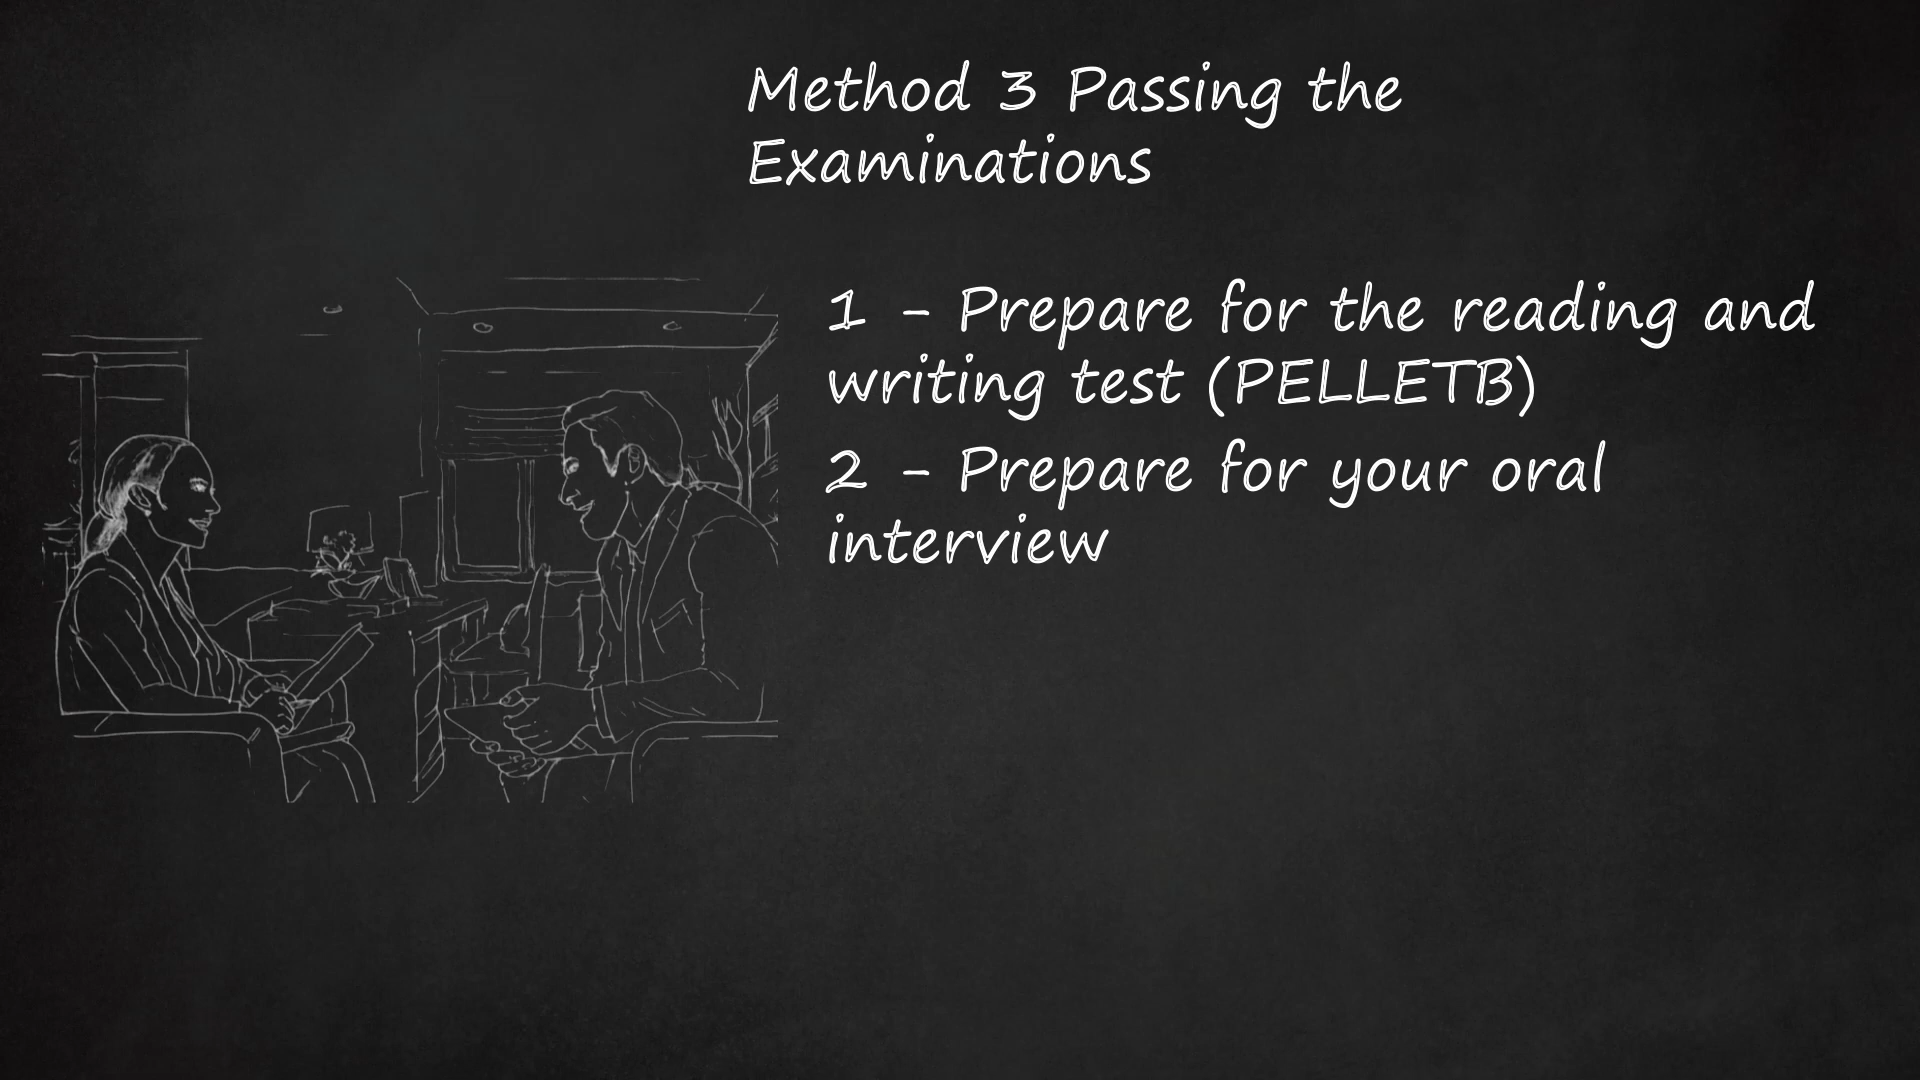 Method 3 Passing the
Examinations
1 - Prepare for the reading and
writing test (PELLETB)
2 - Prepare for your oral
interview